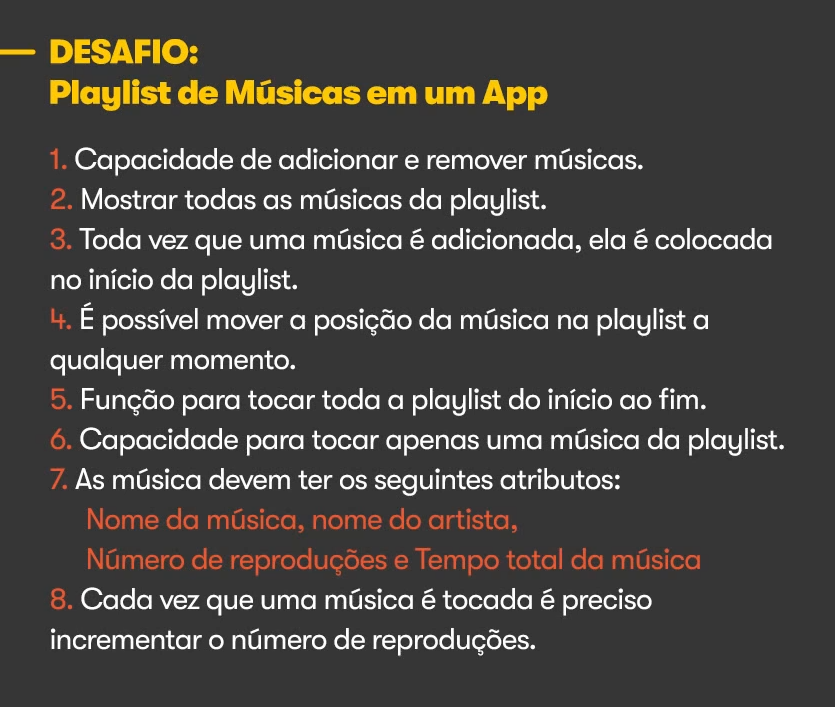 DESAFIO:
Playlist de Músicas em um App
1. Capacidade de adicionar e remover músicas.
2. Mostrar todas as músicas da playlist.
3. Toda vez que uma música é adicionada, ela é colocada
no início da playlist.
4. É possível mover a posição da música na playlist a
qualquer momento.
5. Função para tocar toda a playlist do início ao fim.
6. Capacidade para tocar apenas uma música da playlist.
7. As música devem ter os seguintes atributos:
Nome da música, nome do artista,
Número de reproduções e Tempo total da música
8. Cada vez que uma música é tocada é preciso
incrementar o número de reproduções.